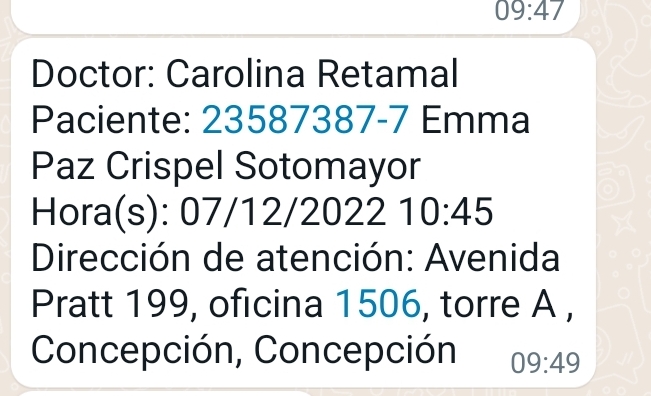 09:47
Doctor: Carolina Retamal
Paciente: 23587387-7 Emma
Paz Crispel Sotomayor
Hora(s): 07/12/2022 10:45
Dirección de atención: Avenida
Pratt 199, oficina 1506, torre A ,
Concepción, Concepción
09:49